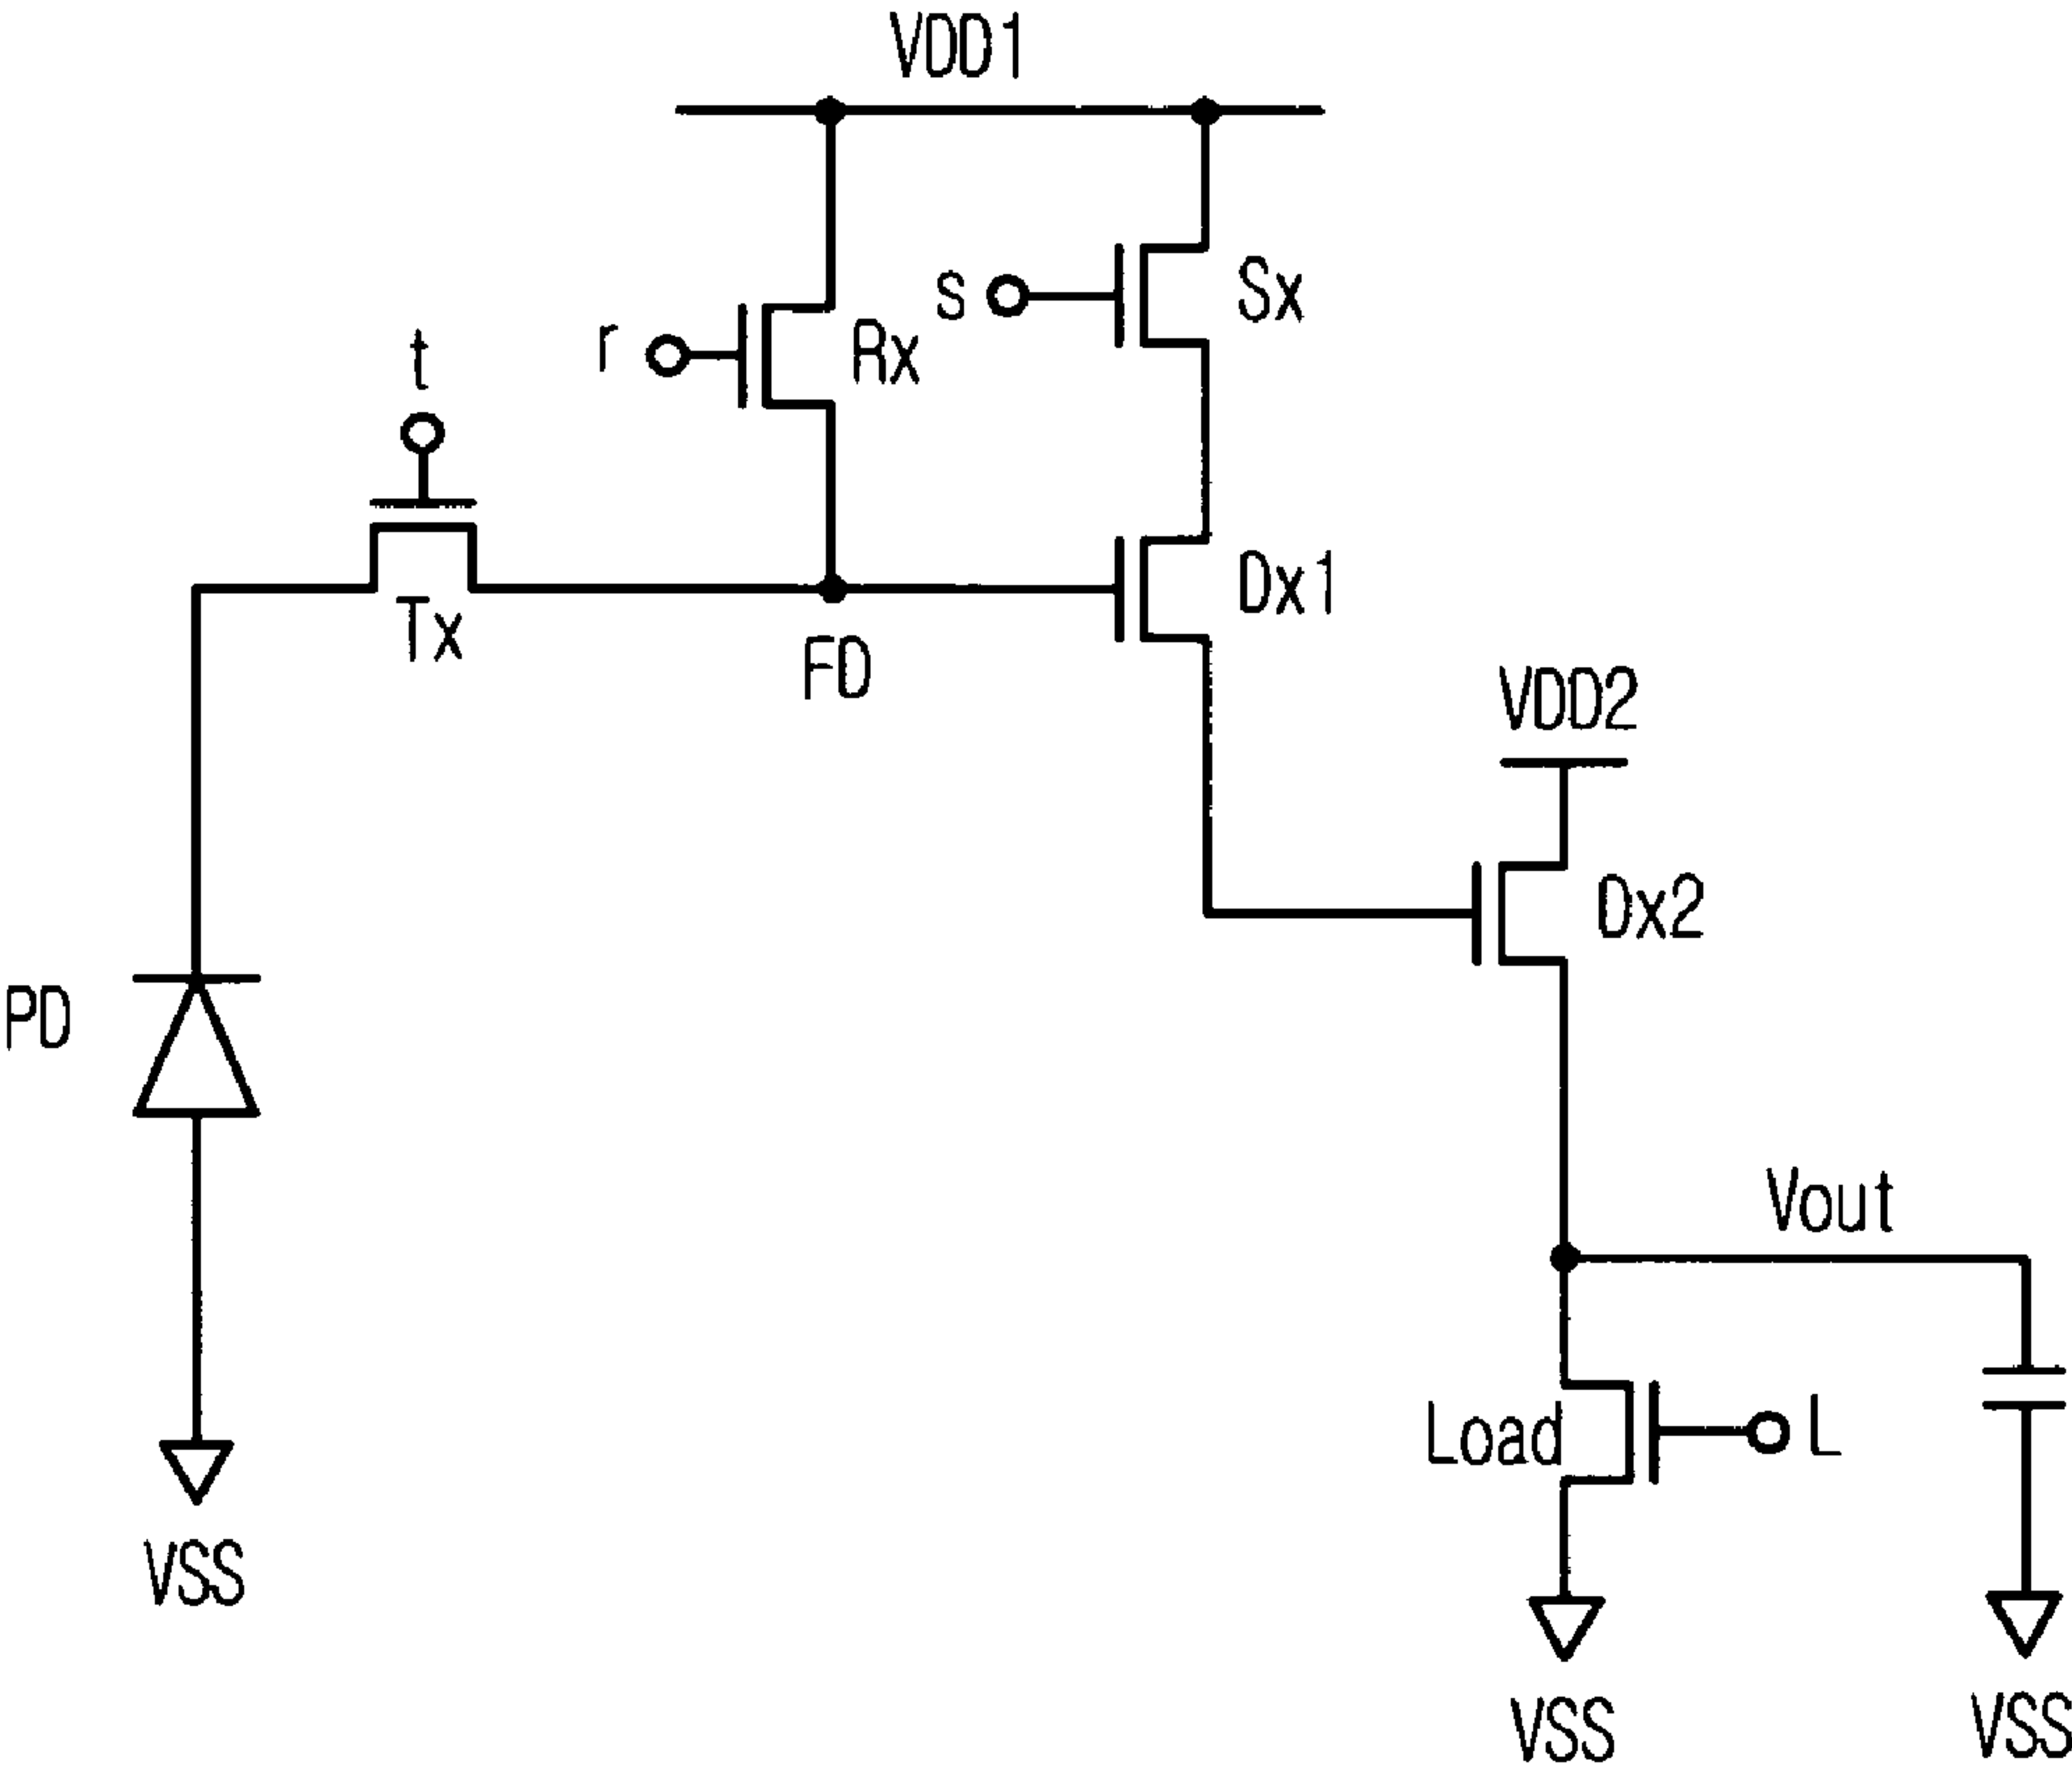 VDD1
s
Sx
r
Rx
t
Tx
FD
Dx1
VDD2
Dx2
PD
Vout
Load
L
VSS
VSS
VSS